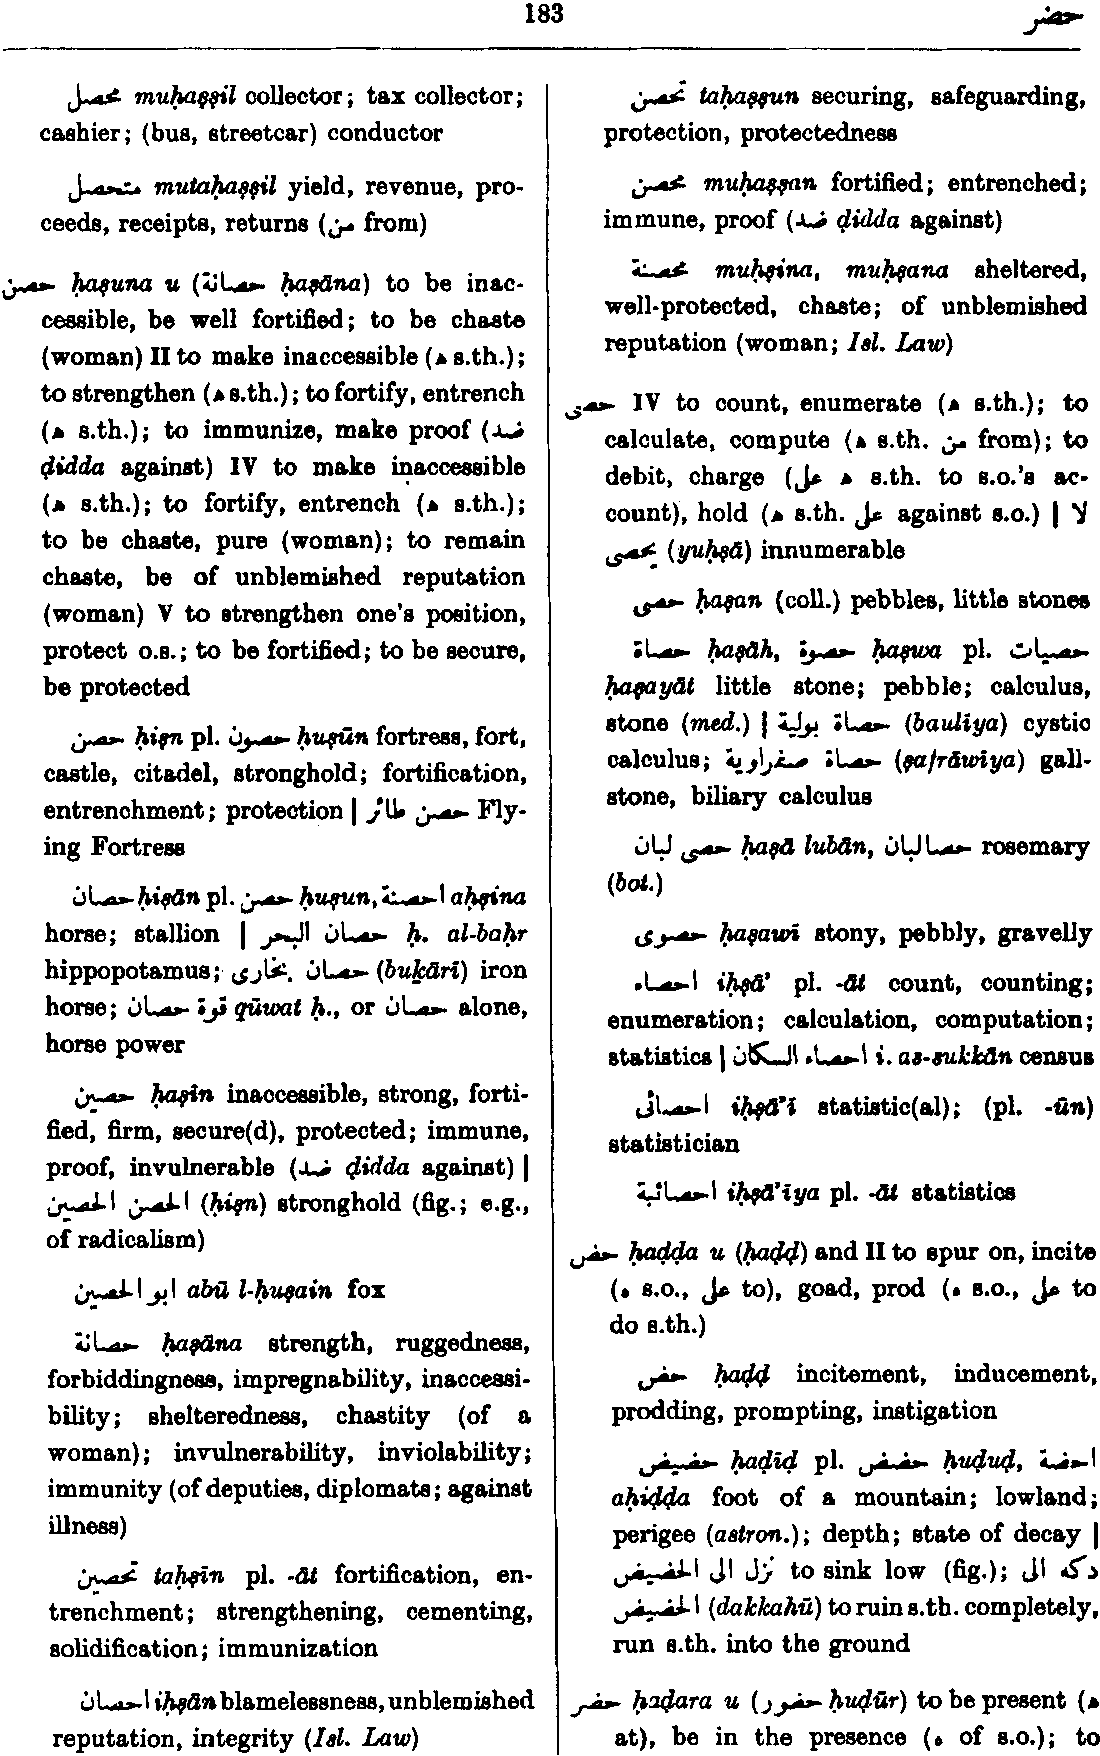 183
حضر
محصل muḥaṣṣil collector; tax collector;
cashier; (bus, streetcar) conductor
متحصل mutaḥaṣṣil yield, revenue, pro-
ceeds, receipts, returns (من from)
حصن ḥaṣuna u (حصانة ḥaṣāna) to be inac-
cessible, be well fortified; to be chaste
(woman) II to make inaccessible (ه s.th.);
to strengthen (ه s.th.); to fortify, entrench
(ه s.th.); to immunize, make proof (ضد
ḍidda against) IV to make inaccessible
(ه s.th.); to fortify, entrench (ه s.th.);
to be chaste, pure (woman); to remain
chaste, be of unblemished reputation
(woman) V to strengthen one's position,
protect o.s.; to be fortified; to be secure,
be protected
حصن ḥiṣn pl. حصون ḥuṣūn fortress, fort,
castle, citadel, stronghold; fortification,
entrenchment; protection | حصن طائر Fly-
ing Fortress
حصان ḥiṣān pl. حصن ḥuṣun, احصنة aḥṣina
horse; stallion | حصان البحر ḥ. al-baḥr
hippopotamus; حصان بخارى (buḵārī) iron
horse; قوة حصان qūwat ḥ., or حصان alone,
horse power
حصين ḥaṣīn inaccessible, strong, forti-
fied, firm, secure(d), protected; immune,
proof, invulnerable (ضد ḍidda against) |
الحصن الحصين (ḥiṣn) stronghold (fig.; e.g.,
of radicalism)
ابو الحصين abū l-ḥuṣain fox
حصانة ḥaṣāna strength, ruggedness,
forbiddingness, impregnability, inaccessi-
bility; shelteredness, chastity (of a
woman); invulnerability, inviolability;
immunity (of deputies, diplomats; against
illness)
تحصين taḥṣīn pl. -āt fortification, en-
trenchment; strengthening, cementing,
solidification; immunization
احصان iḥṣān blamelessness, unblemished
reputation, integrity (Isl. Law)
تحصن taḥaṣṣun securing, safeguarding,
protection, protectedness
محصن muḥaṣṣan fortified; entrenched;
immune, proof (ضد ḍidda against)
محصنة muḥṣina, muḥṣana sheltered,
well-protected, chaste; of unblemished
reputation (woman; Isl. Law)
حصى IV to count, enumerate (ه s.th.); to
calculate, compute (ه s.th. من from); to
debit, charge (على ه s.th. to s.o.'s ac-
count), hold (ه s.th. على against s.o.) | لا
يحصى (yuḥṣā) innumerable
حصى ḥaṣan (coll.) pebbles, little stones
حصاة ḥaṣāh, حصوة ḥaṣwa pl. حصيات
ḥaṣayāt little stone; pebble; calculus,
stone (med.) | حصاة بولية (baulīya) cystic
calculus; حصاة صفراوية (ṣafrāwīya) gall-
stone, biliary calculus
حصى لبان ḥaṣā lubān, حصالبان rosemary
(bot.)
حصوى ḥaṣawī stony, pebbly, gravelly
احصاء iḥṣā' pl. -āt count, counting;
enumeration; calculation, computation;
statistics | احصاء السكان i. as-sukkān census
احصائى iḥṣā'ī statistic(al); (pl. -ūn)
statistician
احصائية iḥṣā'īya pl. -āt statistics
حض ḥaḍḍa u (ḥaḍḍ) and II to spur on, incite
(ه s.o., على to), goad, prod (ه s.o., على to
do s.th.)
حض ḥaḍḍ incitement, inducement,
prodding, prompting, instigation
حضيض ḥaḍīḍ pl. حضض ḥuḍuḍ, احضة
aḥiḍḍa foot of a mountain; lowland;
perigee (astron.); depth; state of decay |
نزل الى الحضيض to sink low (fig.); دكه الى
الحضيض (dakkahū) to ruin s.th. completely,
run s.th. into the ground
حضر ḥaḍara u (حضور ḥuḍūr) to be present (ه
at), be in the presence (ه of s.o.); to